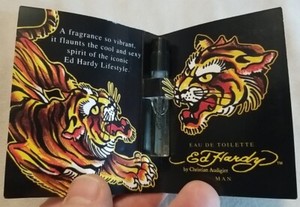 A fragrance so vibrant,
it flaunts the cool and sexy
spirit of the iconic
Ed Hardy Lifestyle.
EAU DE TOILETTE
Ed Hardy
by Christian Audigier
MAN